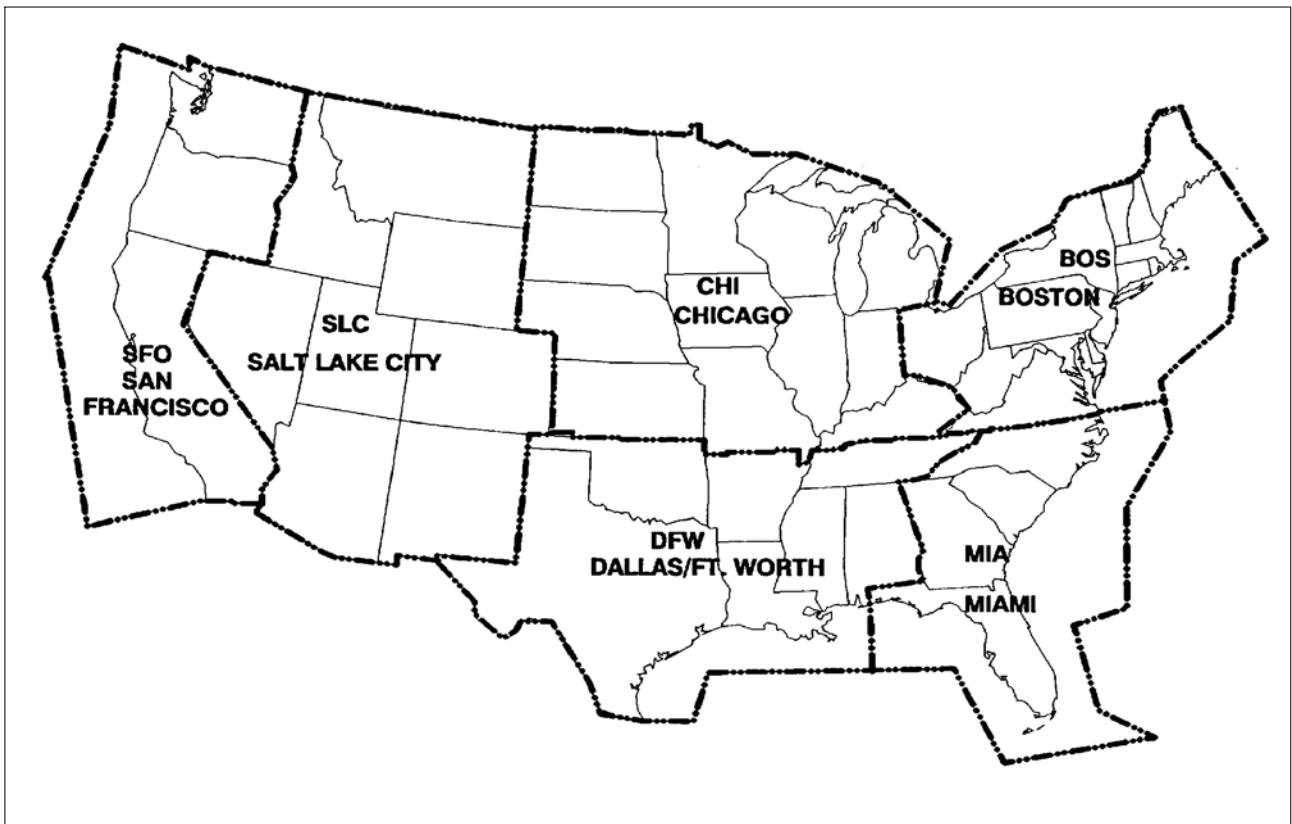 SFO
SAN
FRANCISCO
SLC
SALT LAKE CITY
CHI
CHICAGO
BOS
BOSTON
DFW
DALLAS/FT. WORTH
MIA
MIAMI